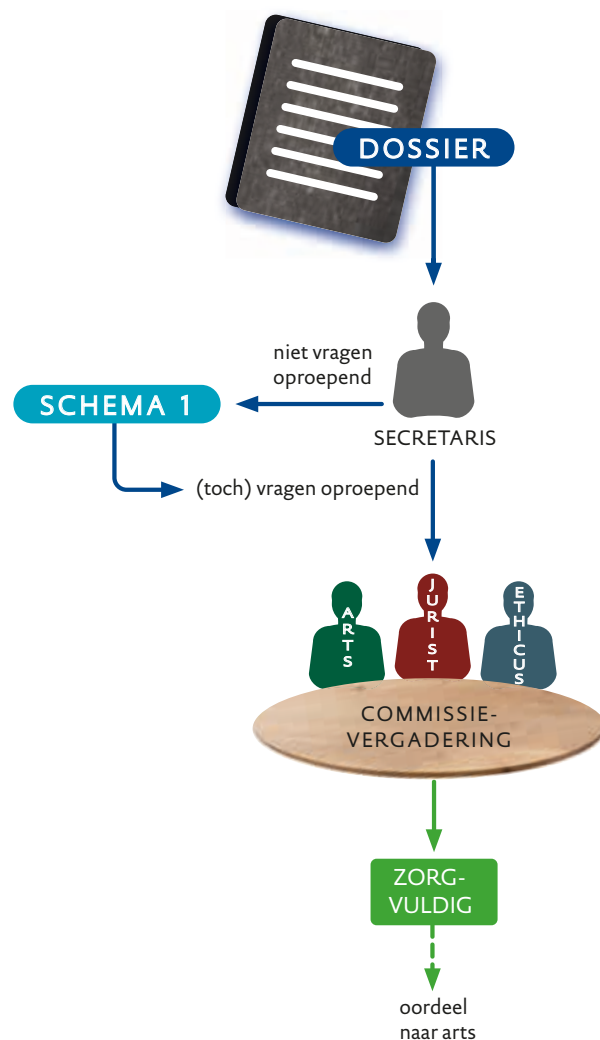 DOSSIER
niet vragen
oproepend
SCHEMA 1
SECRETARIS
(toch) vragen oproepend
ARTS
JURIST
ETHICUS
COMMISSIE-
VERGADERING
ZORG-
VULDIG
oordeel
naar arts